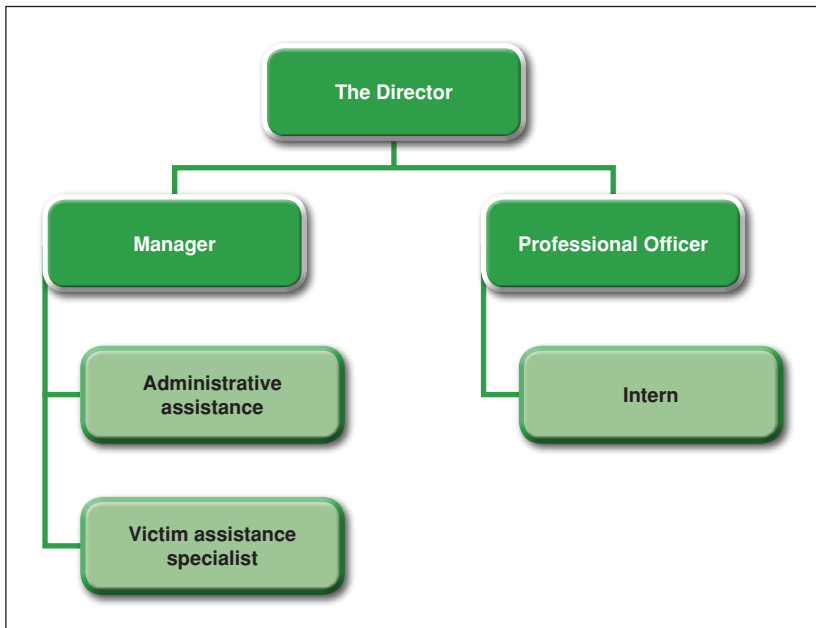 The Director
Manager
Professional Officer
Administrative
assistance
Intern
Victim assistance
specialist